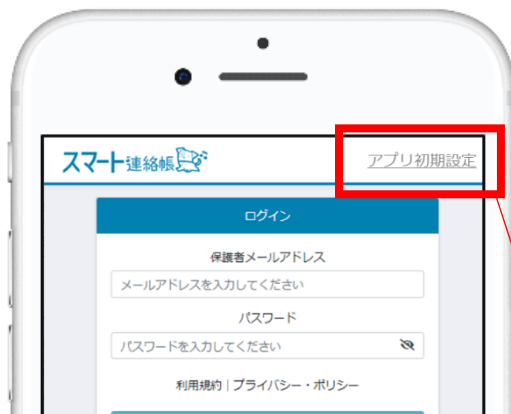 スマート連絡帳
アプリ初期設定
ログイン
保護者メールアドレス
メールアドレスを入力してください
パスワード
パスワードを入力してください
利用規約｜プライバシー・ポリシー